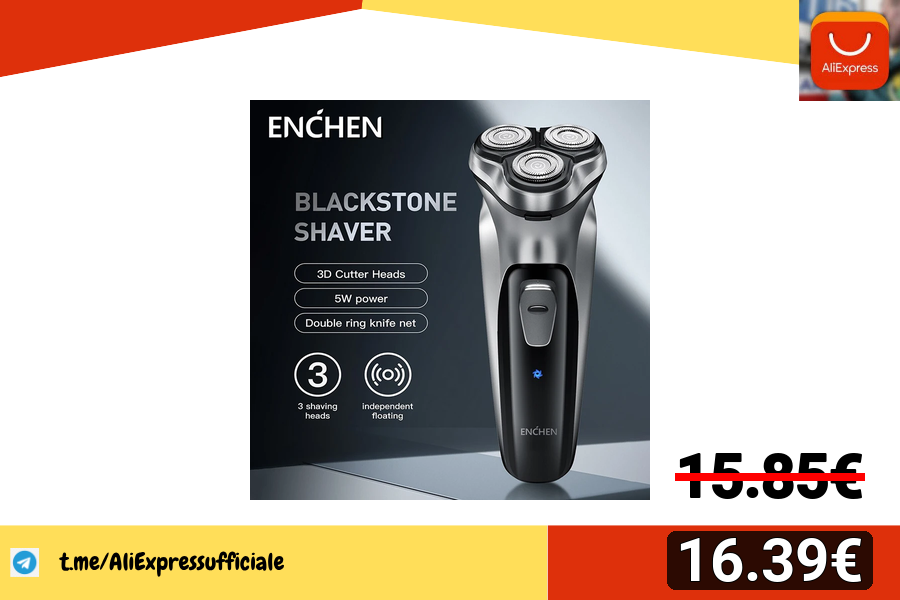 AliExpress
ENCHEN
BLACKSTONE
SHAVER
3D Cutter Heads
5W power
Double ring knife net
3
3 shaving
heads
independent
floating
ENCHEN
15.85€
t.me/AliExpressufficiale
16.39€